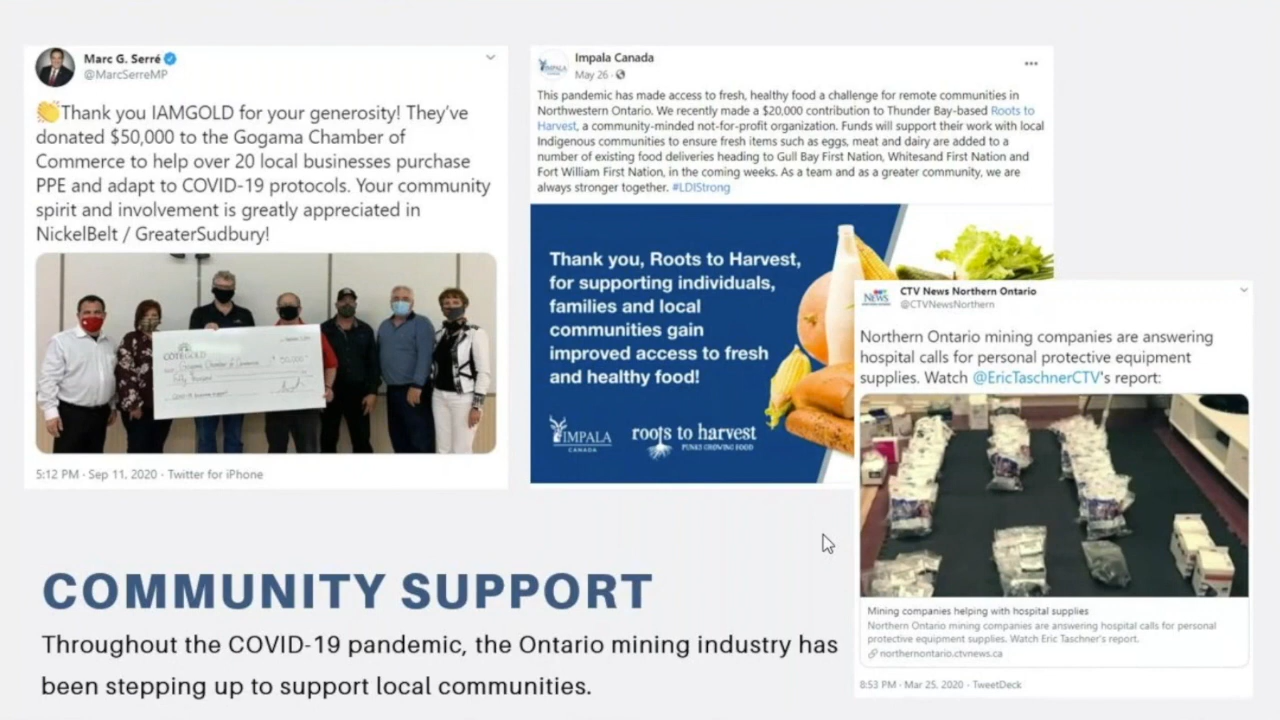 Marc G. Serré
@MarcSerreMP
👏Thank you IAMGOLD for your generosity! They've
donated $50,000 to the Gogama Chamber of
Commerce to help over 20 local businesses purchase
PPE and adapt to COVID-19 protocols. Your community
spirit and involvement is greatly appreciated in
NickelBelt / GreaterSudbury!
CÔTÉGOLD
Gogama Chamber of Commerce
50,000
5:12 PM · Sep 11, 2020 · Twitter for iPhone
Impala Canada
May 26 ·
This pandemic has made access to fresh, healthy food a challenge for remote communities in
Northwestern Ontario. We recently made a $20,000 contribution to Thunder Bay-based Roots to
Harvest, a community-minded not-for-profit organization. Funds will support their work with local
Indigenous communities to ensure fresh items such as eggs, meat and dairy are added to a
number of existing food deliveries heading to Gull Bay First Nation, Whitesand First Nation and
Fort William First Nation, in the coming weeks. As a team and as a greater community, we are
always stronger together. #LDIStrong
Thank you, Roots to Harvest,
for supporting individuals,
families and local
communities gain
improved access to fresh
and healthy food!
IMPALA
CANADA
roots to harvest
PUNKS GROWING FOOD
NEWS
CTV News Northern Ontario
@CTVNewsNorthern
Northern Ontario mining companies are answering
hospital calls for personal protective equipment
supplies. Watch @EricTaschnerCTV's report:
Mining companies helping with hospital supplies
Northern Ontario mining companies are answering hospital calls for personal
protective equipment supplies. Watch Eric Taschner's report.
northernontario.ctvnews.ca
8:53 PM · Mar 25, 2020 · TweetDeck
COMMUNITY SUPPORT
Throughout the COVID-19 pandemic, the Ontario mining industry has
been stepping up to support local communities.